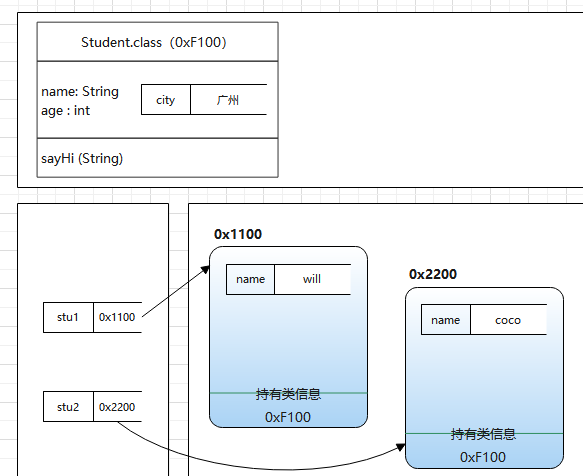 Student.class（0xF100）
name: String
age : int
city 广州
sayHi (String)
0x1100
name will
持有类信息
0xF100
0x2200
name coco
持有类信息
0xF100
stu1 0x1100
stu2 0x2200